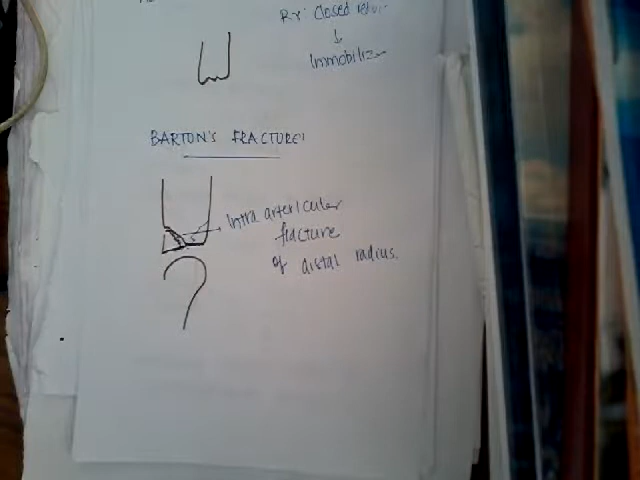 Rx: Closed
Immobiliz
BARTON'S FRACTURE:
Intra articular
fracture
of distal radius.